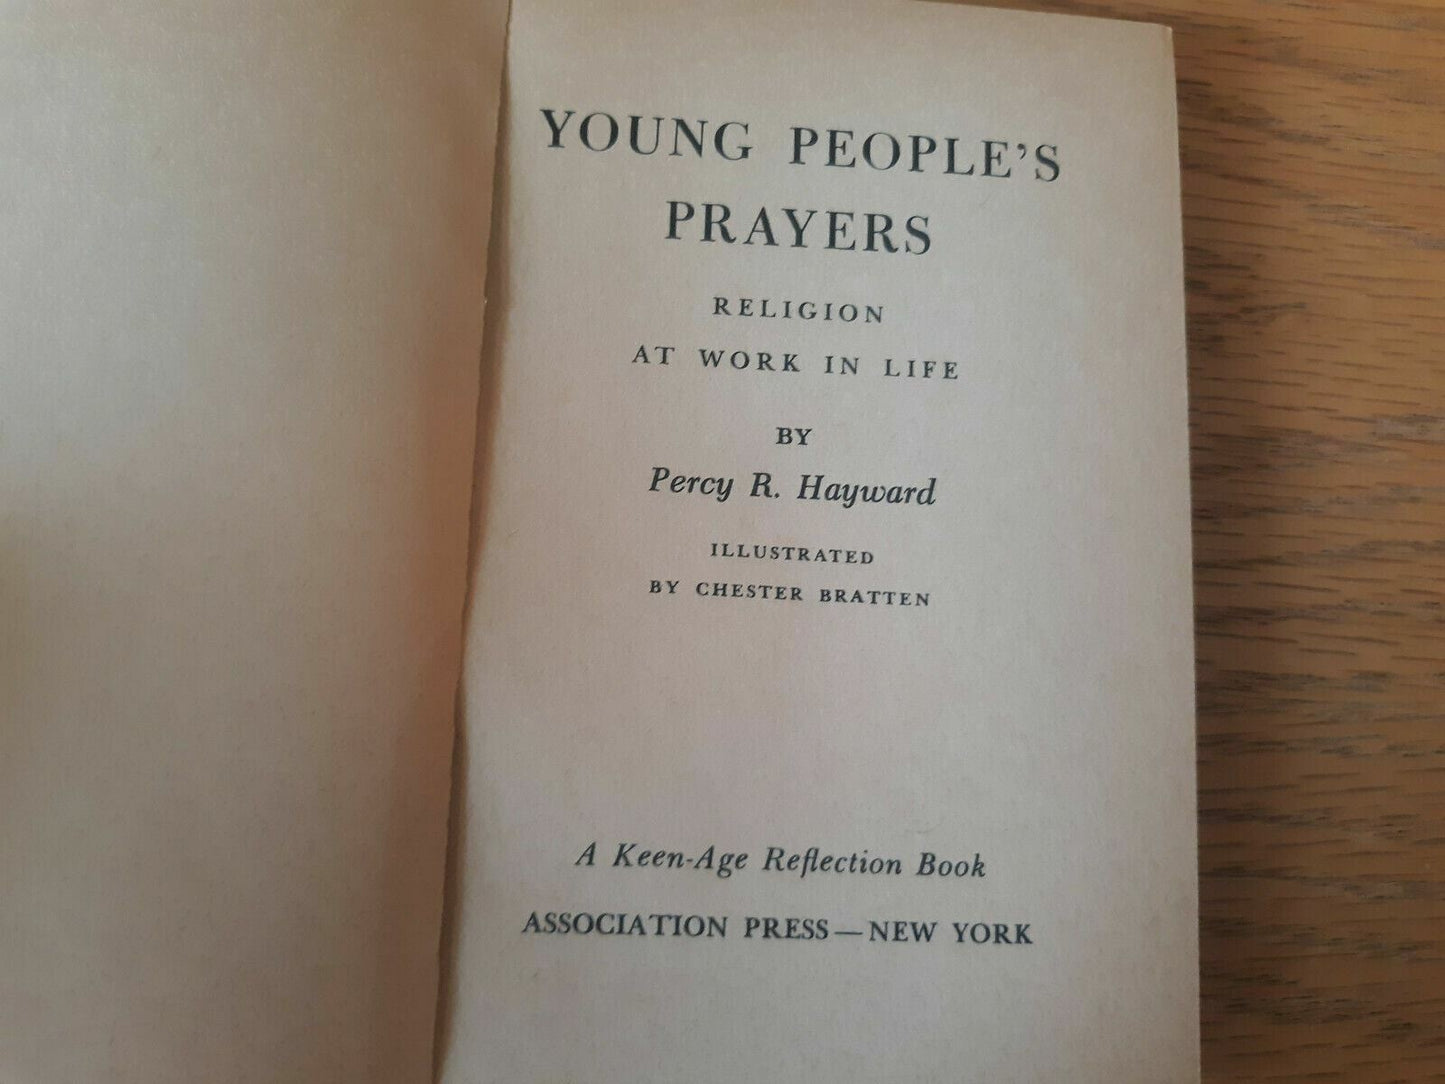 YOUNG PEOPLE'S
PRAYERS
RELIGION
AT WORK IN LIFE
BY
Percy R. Hayward
ILLUSTRATED
BY CHESTER BRATTEN
A Keen-Age Reflection Book
ASSOCIATION PRESS—NEW YORK